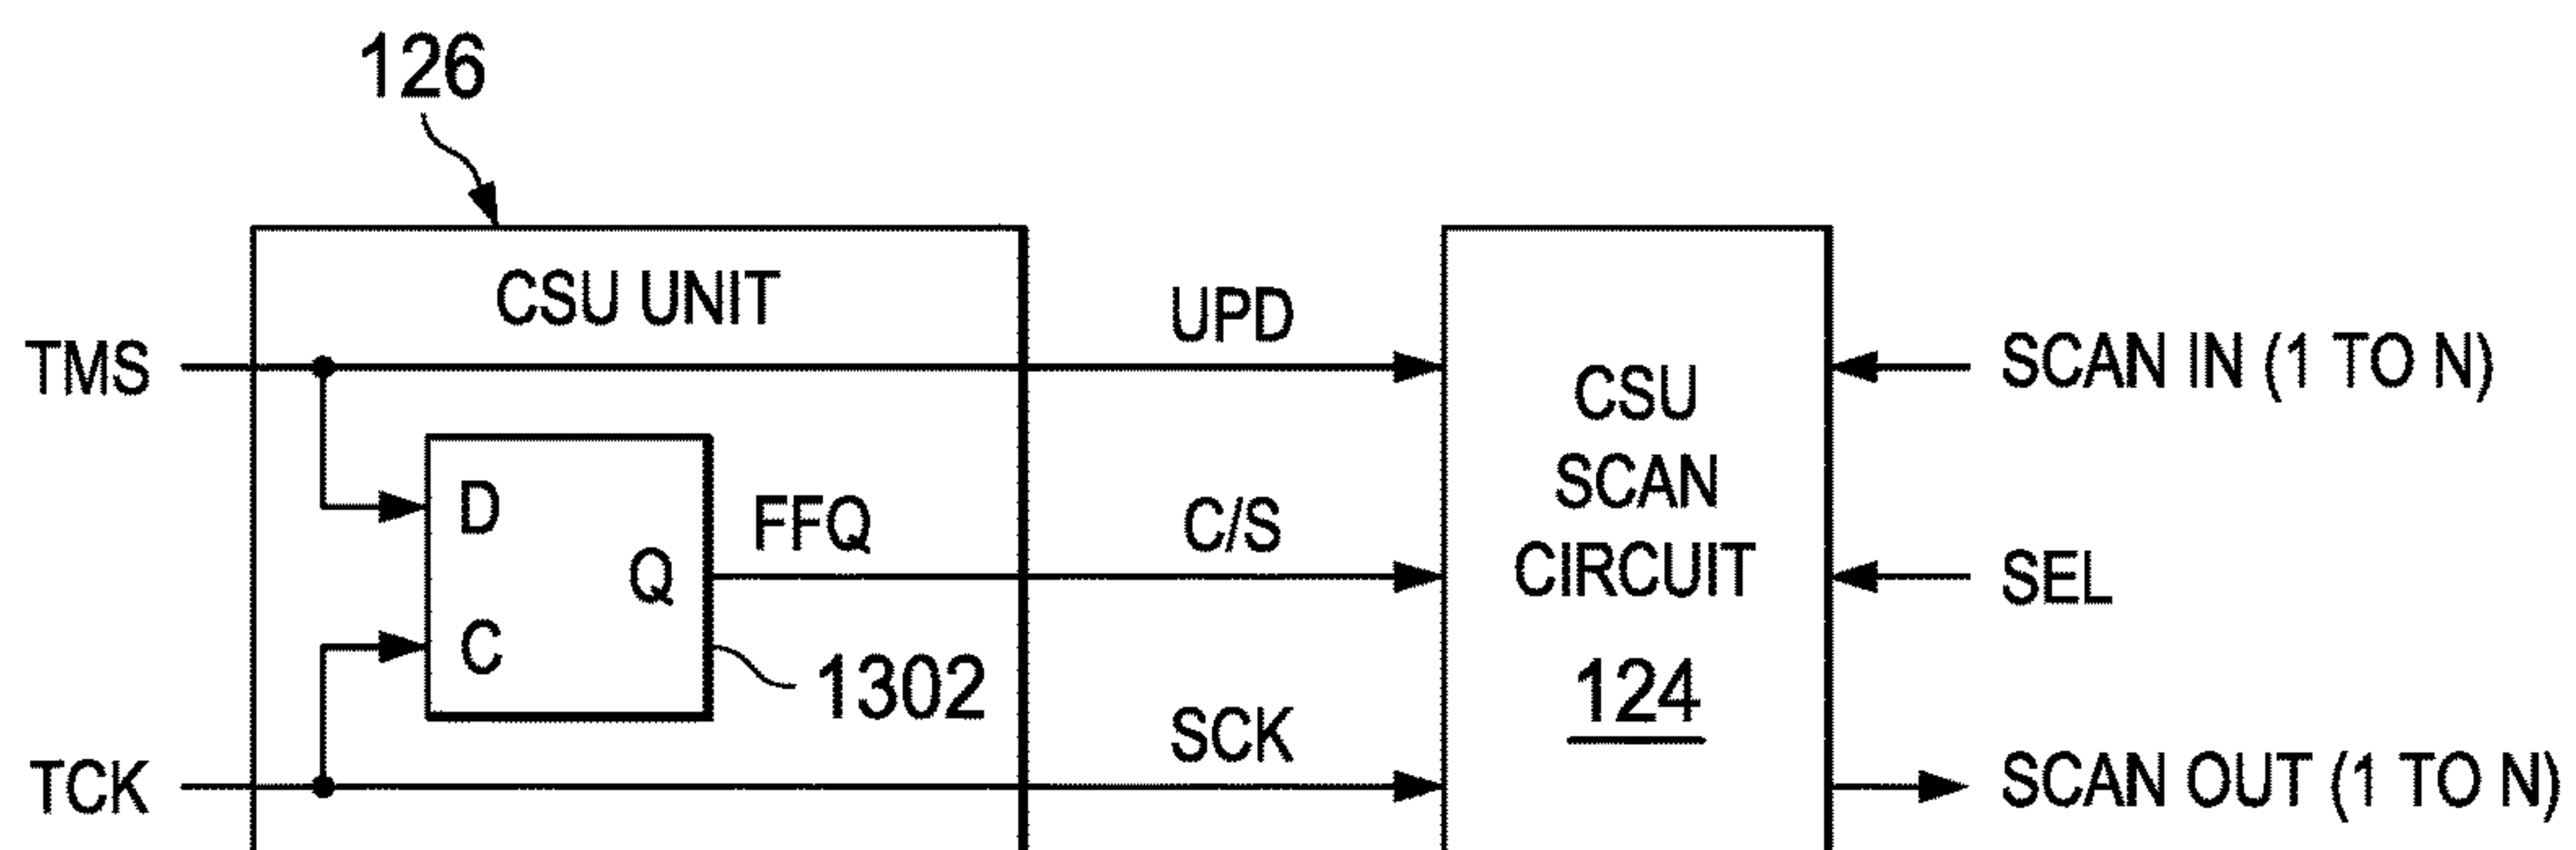 126
CSU UNIT
UPD
TMS
SCAN IN (1 TO N)
CSU
SCAN
CIRCUIT
124
D
FFQ
C/S
Q
SEL
C
1302
SCK
TCK
SCAN OUT (1 TO N)